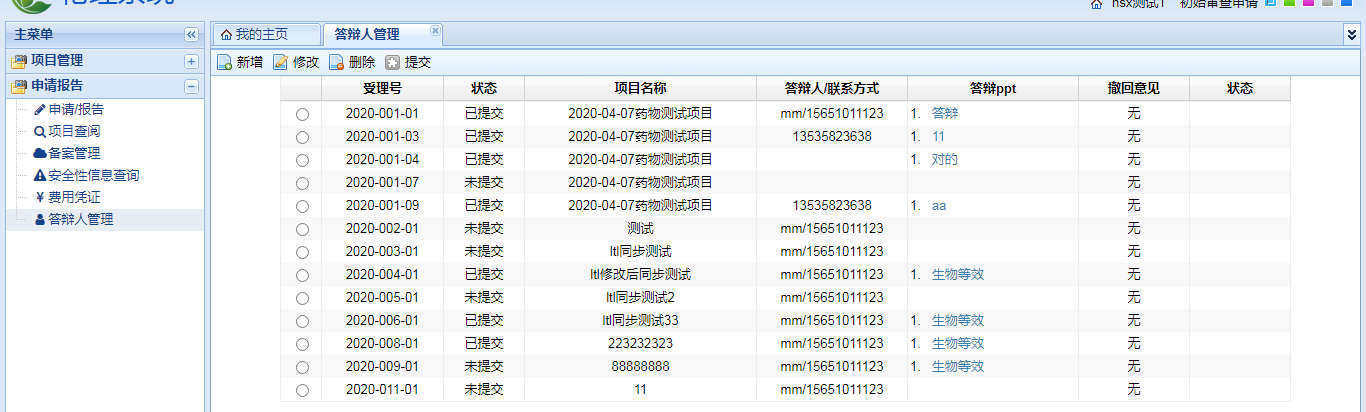 hsx测试1 初始审查申请
主菜单
我的主页 答辩人管理
项目管理
新增 修改 删除 提交
申请报告
申请/报告
项目查阅
备案管理
安全性信息查询
¥ 费用凭证
答辩人管理
受理号 状态 项目名称 答辩人/联系方式 答辩ppt 撤回意见 状态
2020-001-01 已提交 2020-04-07药物测试项目 mm/15651011123 1. 答辩 无
2020-001-03 已提交 2020-04-07药物测试项目 13535823638 1. 11 无
2020-001-04 已提交 2020-04-07药物测试项目 1. 对的 无
2020-001-07 未提交 2020-04-07药物测试项目 无
2020-001-09 已提交 2020-04-07药物测试项目 13535823638 1. aa 无
2020-002-01 未提交 测试 mm/15651011123 无
2020-003-01 未提交 ltl同步测试 mm/15651011123 无
2020-004-01 已提交 ltl修改后同步测试 mm/15651011123 1. 生物等效 无
2020-005-01 未提交 ltl同步测试2 mm/15651011123 无
2020-006-01 已提交 ltl同步测试33 mm/15651011123 1. 生物等效 无
2020-008-01 已提交 223232323 mm/15651011123 1. 生物等效 无
2020-009-01 未提交 88888888 mm/15651011123 1. 生物等效 无
2020-011-01 未提交 11 mm/15651011123 无